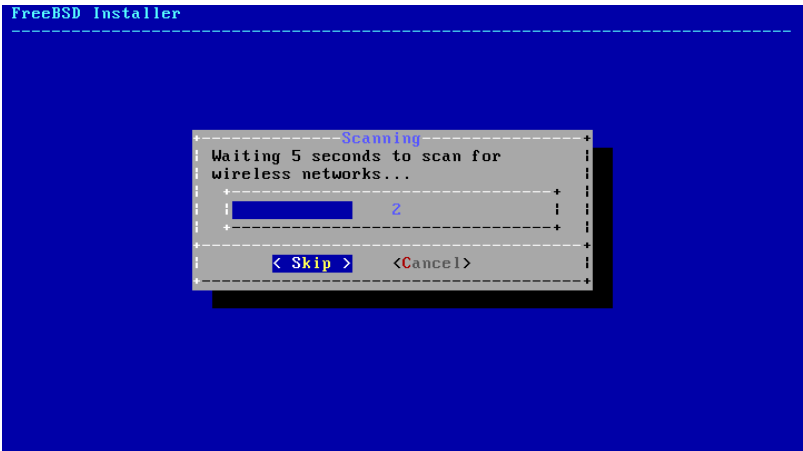 FreeBSD Installer
Scanning
Waiting 5 seconds to scan for
wireless networks...
2
< Skip > <Cancel>